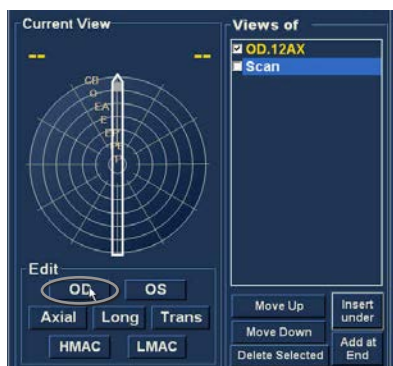 Current View
-- --
CB
O
EA
E
EP
PE
P
Edit
OD OS
Axial Long Trans
HMAC LMAC
Views of
OD.12AX
Scan
Move Up
Move Down
Delete Selected
Insert under
Add at End